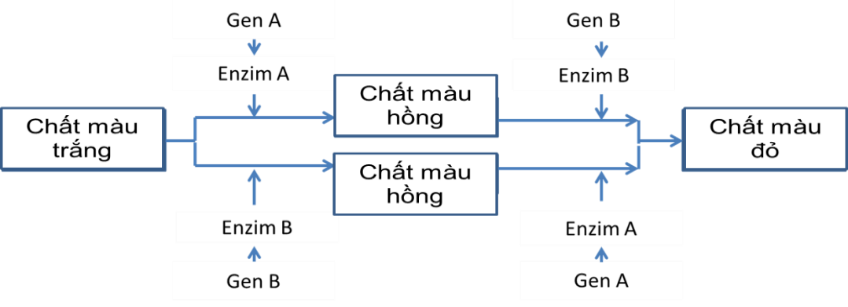 Gen A
Gen B
Enzim A
Enzim B
Chất màu
hồng
Chất màu
trắng
Chất màu
đỏ
Chất màu
hồng
Enzim B
Enzim A
Gen B
Gen A